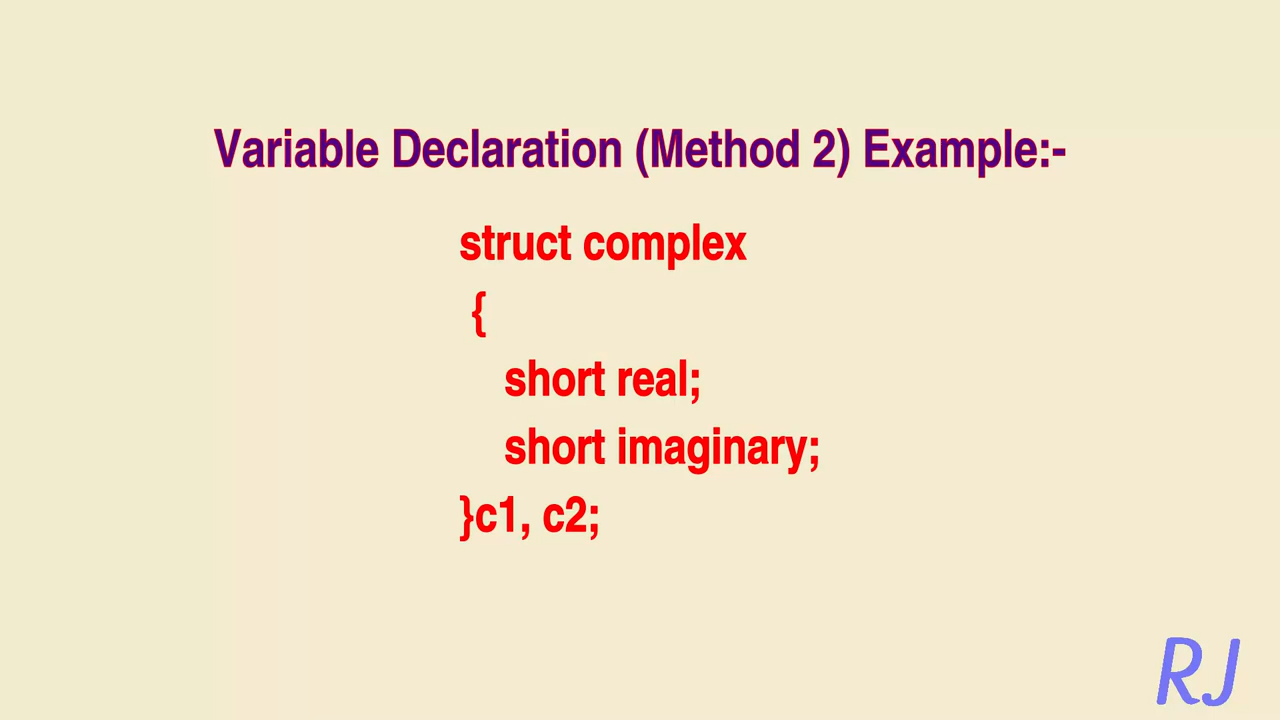 Variable Declaration (Method 2) Example:-
struct complex
{
short real;
short imaginary;
}c1, c2;
RJ